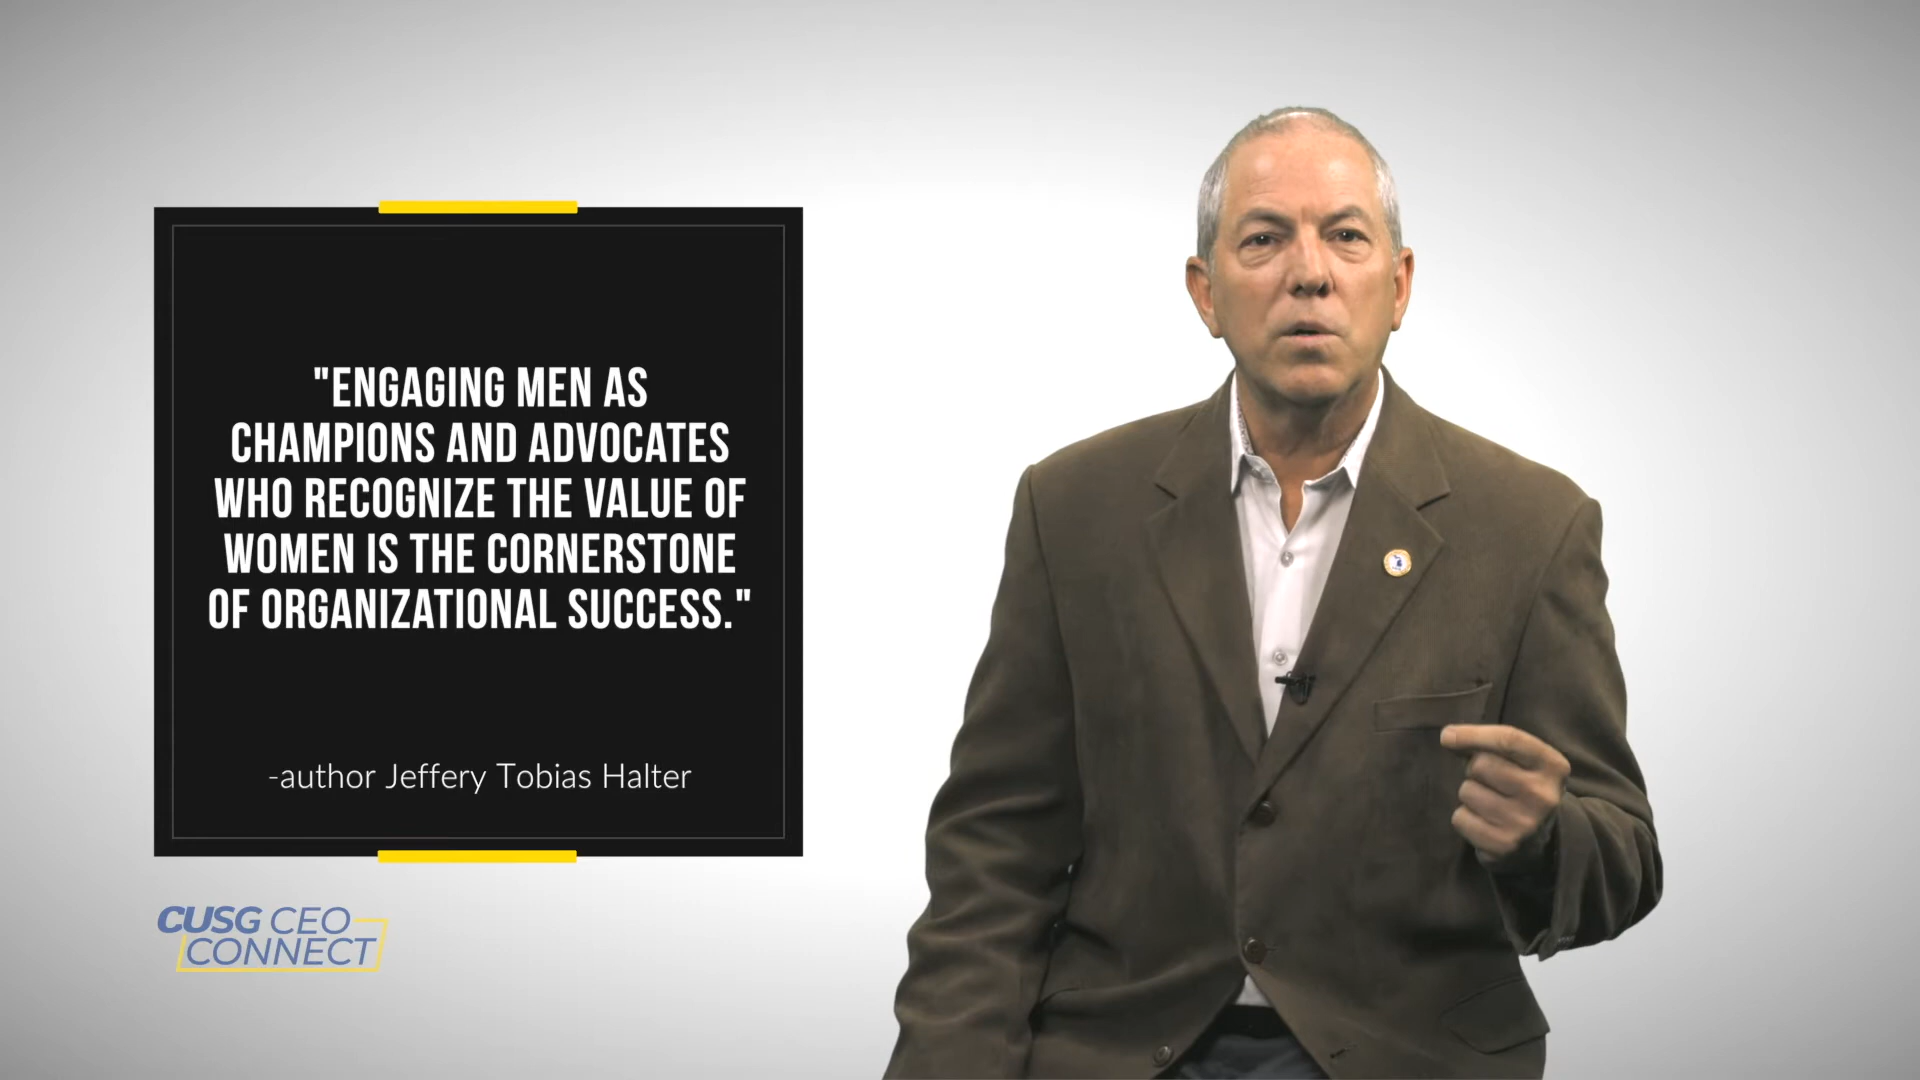 "ENGAGING MEN AS
CHAMPIONS AND ADVOCATES
WHO RECOGNIZE THE VALUE OF
WOMEN IS THE CORNERSTONE
OF ORGANIZATIONAL SUCCESS."
-author Jeffery Tobias Halter
CUSG CEO
CONNECT